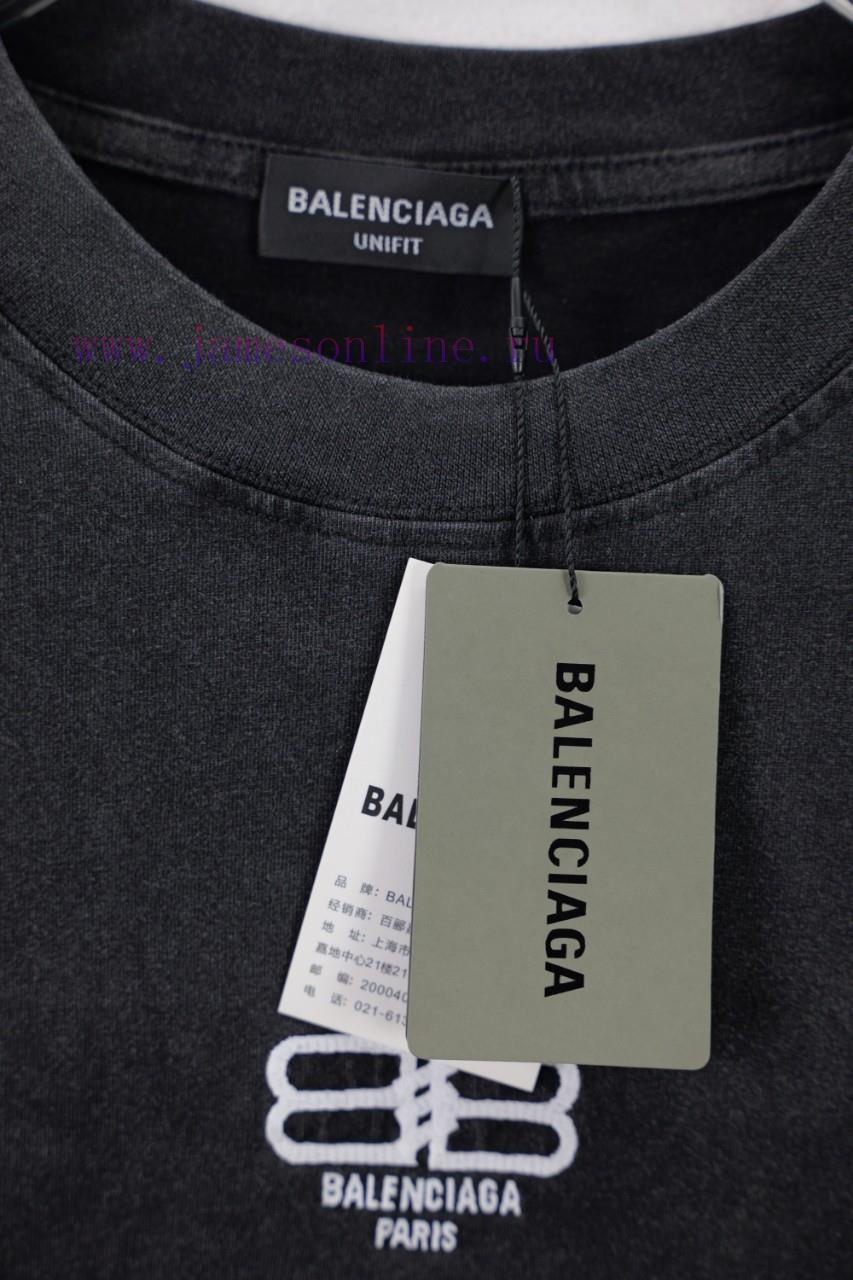 BALENCIAGA
UNIFIT
www.jamesonline.ru
BALENCIAGA
BAL
品 牌: BAL
经销商: 百郦
地 址: 上海市
嘉地中心21楼21
邮 编: 200040
电 话: 021-613
BALENCIAGA
PARIS